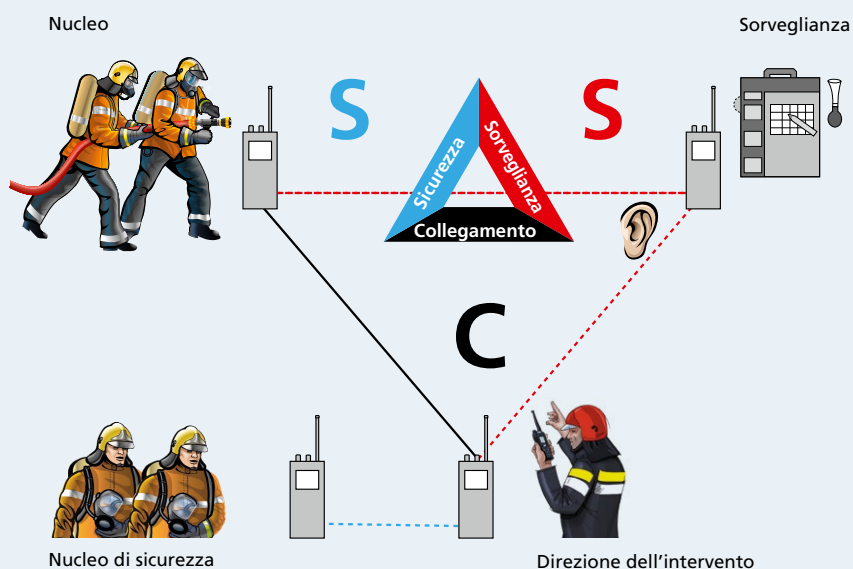 Nucleo
Sorveglianza
S
S
Sicurezza
Sorveglianza
Collegamento
C
Nucleo di sicurezza
Direzione dell'intervento